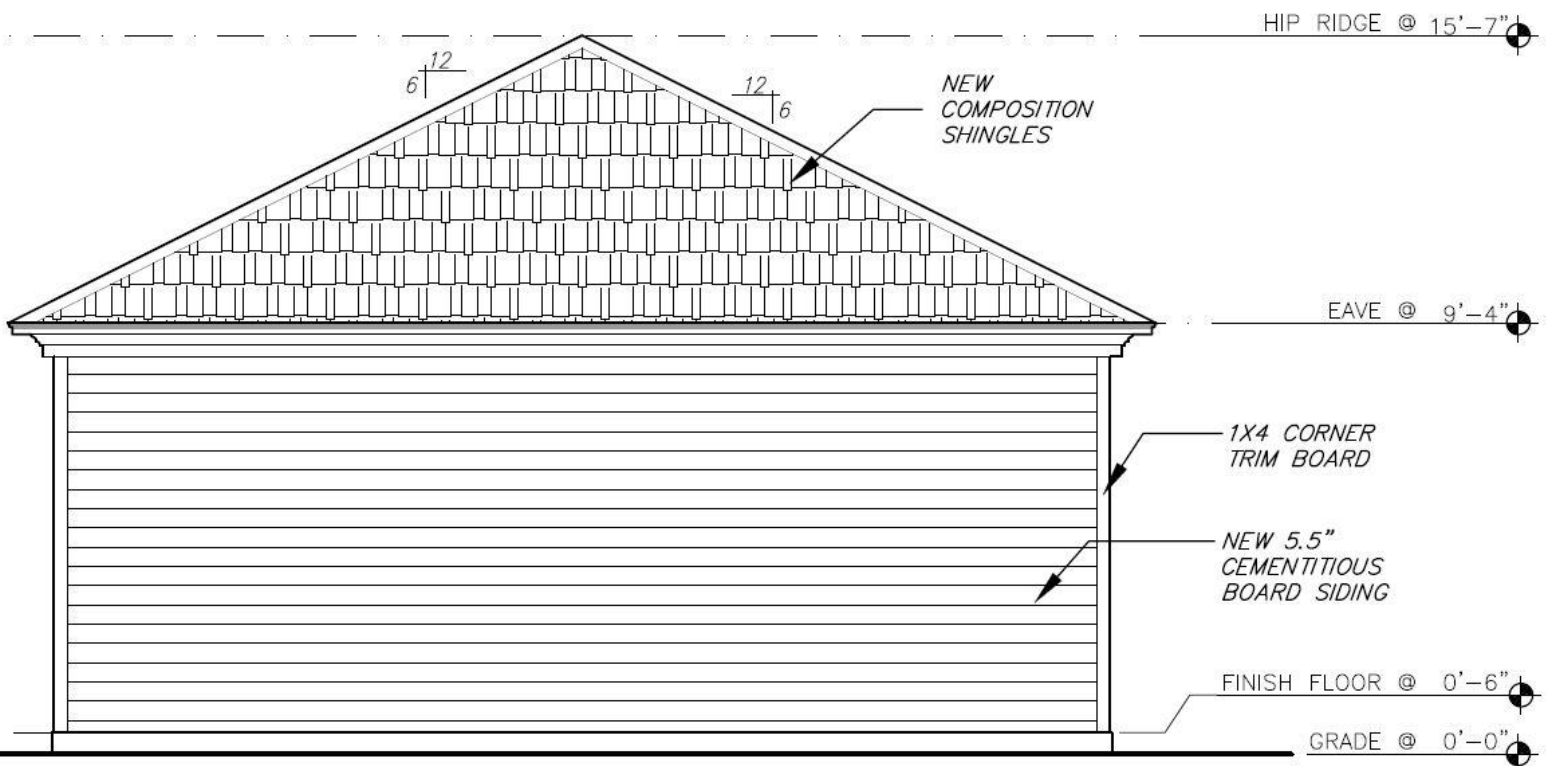 HIP RIDGE @ 15'-7"
12
6
12
6
NEW
COMPOSITION
SHINGLES
EAVE @ 9'-4"
1X4 CORNER
TRIM BOARD
NEW 5.5"
CEMENTITIOUS
BOARD SIDING
FINISH FLOOR @ 0'-6"
GRADE @ 0'-0"